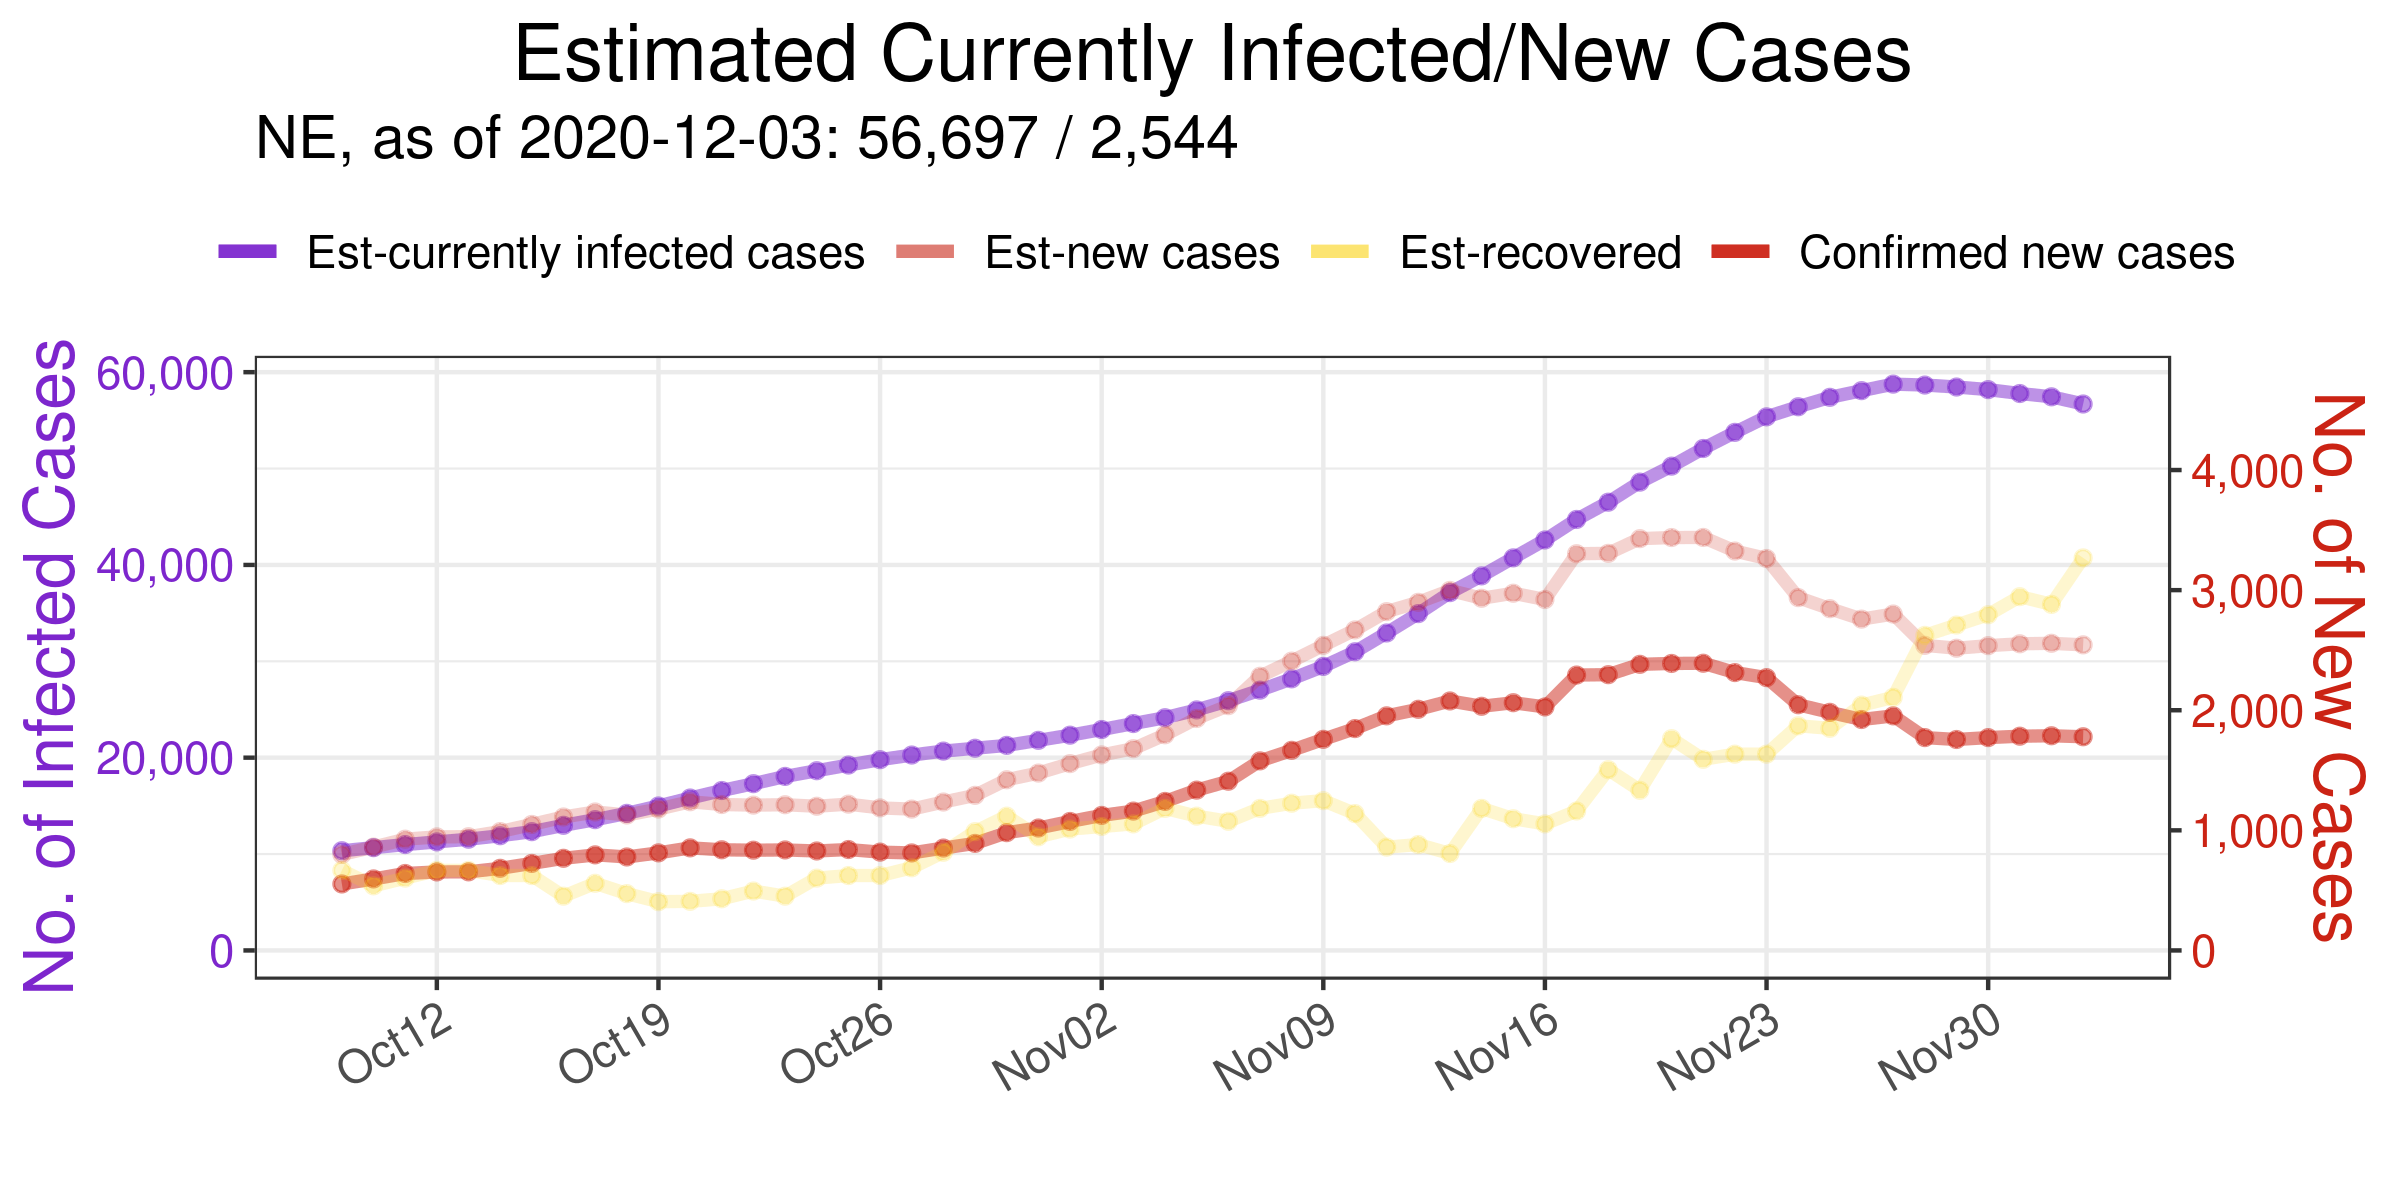 Estimated Currently Infected/New Cases
NE, as of 2020-12-03: 56,697 / 2,544
Est-currently infected cases
Est-new cases
Est-recovered
Confirmed new cases
No. of Infected Cases
60,000
40,000
20,000
0
No. of New Cases
4,000
3,000
2,000
1,000
0
Oct12
Oct19
Oct26
Nov02
Nov09
Nov16
Nov23
Nov30